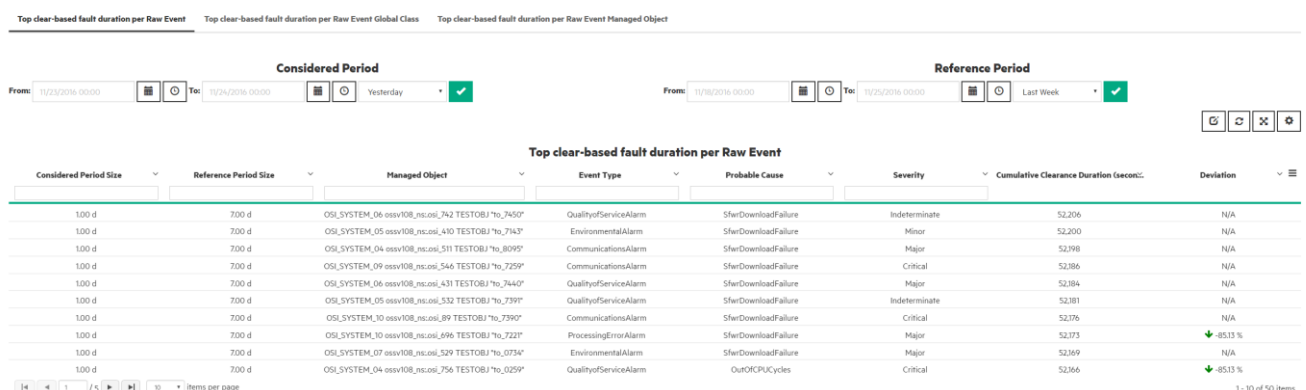 Top clear-based fault duration per Raw Event Top clear-based fault duration per Raw Event Global Class Top clear-based fault duration per Raw Event Managed Object
Considered Period Reference Period
From: 11/23/2016 00:00 To: 11/24/2016 00:00 Yesterday From: 11/18/2016 00:00 To: 11/25/2016 00:00 Last Week
Top clear-based fault duration per Raw Event
Considered Period Size Reference Period Size Managed Object Event Type Probable Cause Severity Cumulative Clearance Duration (secon... Deviation
1.00 d 7.00 d OSI_SYSTEM_06 ossv108_ns:.osi_742 TESTOBJ "to_7450" QualityofServiceAlarm SfwrDownloadFailure Indeterminate 52,206 N/A
1.00 d 7.00 d OSI_SYSTEM_05 ossv108_ns:.osi_410 TESTOBJ "to_7143" EnvironmentalAlarm SfwrDownloadFailure Minor 52,200 N/A
1.00 d 7.00 d OSI_SYSTEM_04 ossv108_ns:.osi_511 TESTOBJ "to_8095" CommunicationsAlarm SfwrDownloadFailure Major 52,198 N/A
1.00 d 7.00 d OSI_SYSTEM_09 ossv108_ns:.osi_546 TESTOBJ "to_7259" CommunicationsAlarm SfwrDownloadFailure Critical 52,186 N/A
1.00 d 7.00 d OSI_SYSTEM_06 ossv108_ns:.osi_431 TESTOBJ "to_7440" QualityofServiceAlarm SfwrDownloadFailure Major 52,184 N/A
1.00 d 7.00 d OSI_SYSTEM_05 ossv108_ns:.osi_532 TESTOBJ "to_7391" QualityofServiceAlarm SfwrDownloadFailure Indeterminate 52,181 N/A
1.00 d 7.00 d OSI_SYSTEM_10 ossv108_ns:.osi_89 TESTOBJ "to_7390" CommunicationsAlarm SfwrDownloadFailure Critical 52,176 N/A
1.00 d 7.00 d OSI_SYSTEM_10 ossv108_ns:.osi_696 TESTOBJ "to_7221" ProcessingErrorAlarm SfwrDownloadFailure Major 52,173 -85.13 %
1.00 d 7.00 d OSI_SYSTEM_07 ossv108_ns:.osi_529 TESTOBJ "to_0734" EnvironmentalAlarm SfwrDownloadFailure Major 52,169 N/A
1.00 d 7.00 d OSI_SYSTEM_04 ossv108_ns:.osi_756 TESTOBJ "to_0259" QualityofServiceAlarm OutOfCPUCycles Critical 52,166 -85.13 %
1 / 5 10 items per page 1 - 10 of 50 items